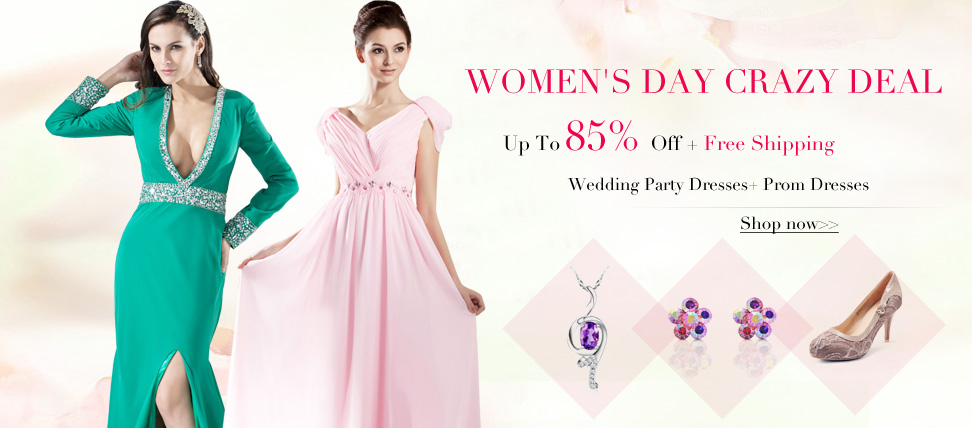 WOMEN'S DAY CRAZY DEAL
Up To 85% Off + Free Shipping
Wedding Party Dresses+ Prom Dresses
Shop now>>